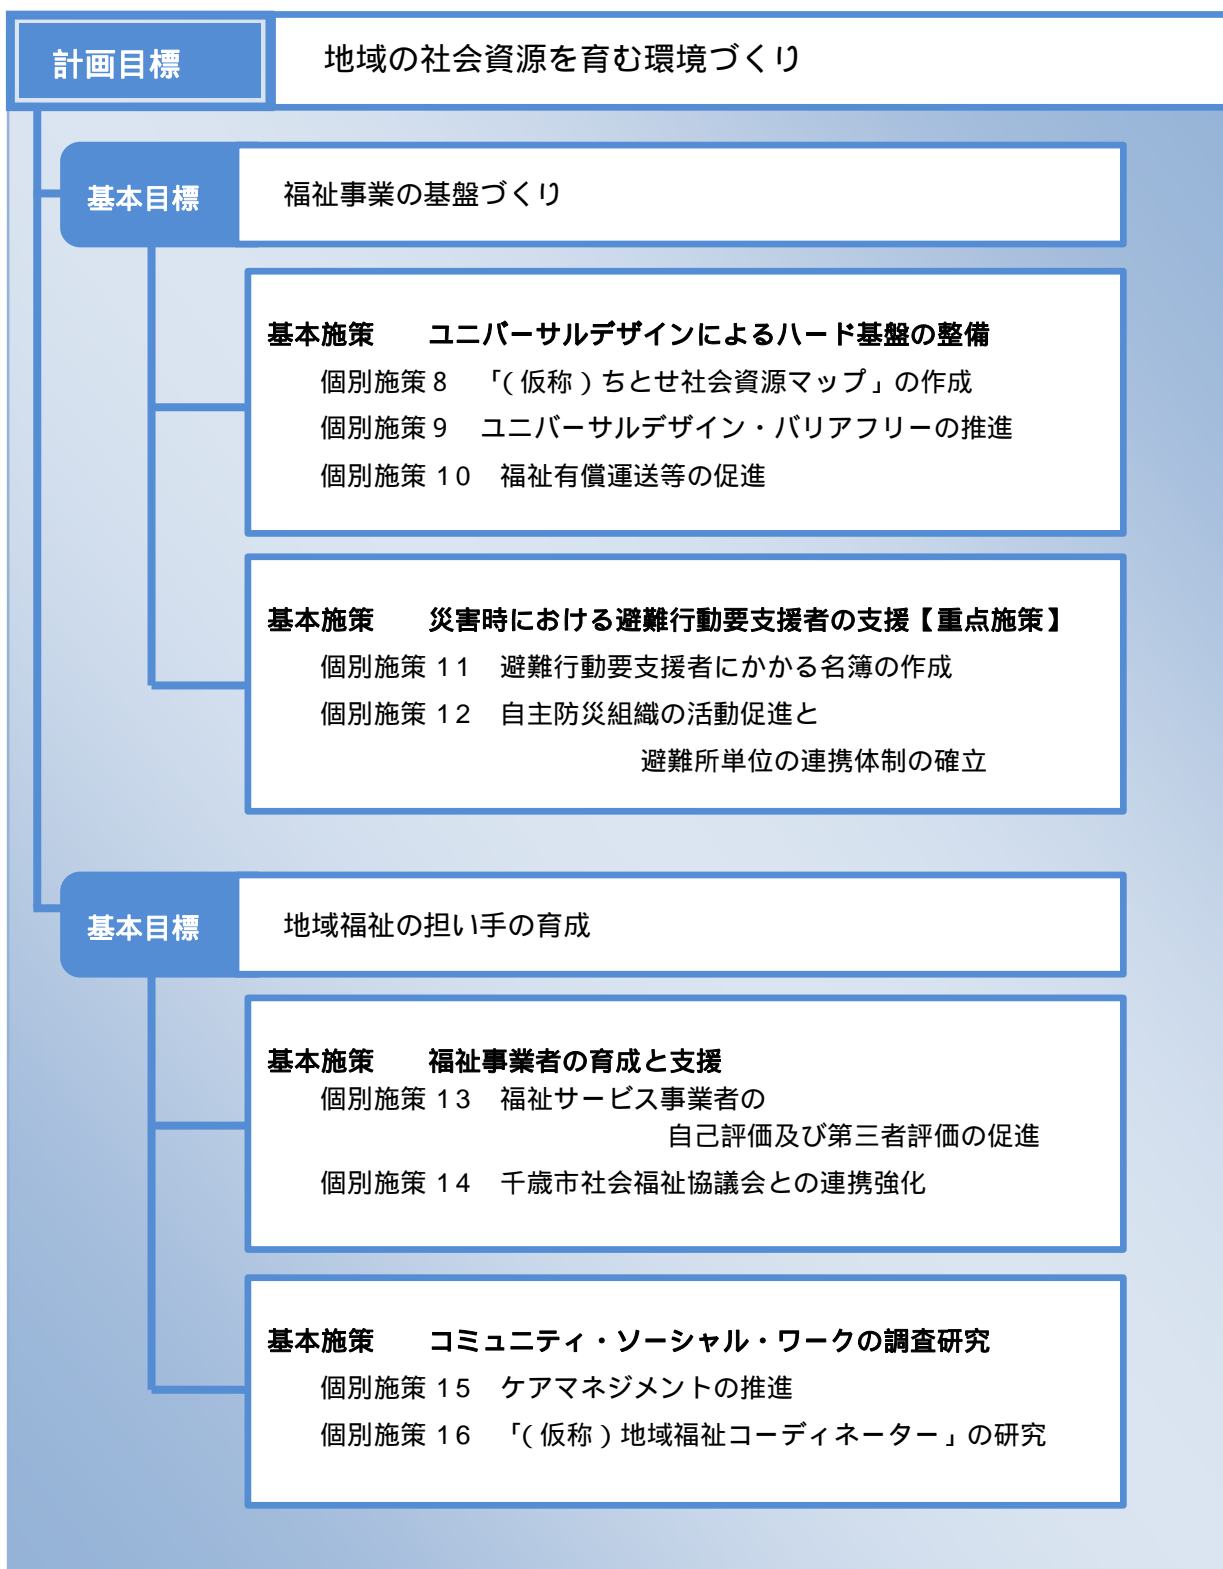 計画目標　地域の社会資源を育む環境づくり
基本目標　福祉事業の基盤づくり
基本施策　ユニバーサルデザインによるハード基盤の整備
個別施策８　「(仮称)ちとせ社会資源マップ」の作成
個別施策９　ユニバーサルデザイン・バリアフリーの推進
個別施策 10　福祉有償運送等の促進
基本施策　災害時における避難行動要支援者の支援【重点施策】
個別施策 11　避難行動要支援者にかかる名簿の作成
個別施策 12　自主防災組織の活動促進と
避難所単位の連携体制の確立
基本目標　地域福祉の担い手の育成
基本施策　福祉事業者の育成と支援
個別施策 13　福祉サービス事業者の
自己評価及び第三者評価の促進
個別施策 14　千歳市社会福祉協議会との連携強化
基本施策　コミュニティ・ソーシャル・ワークの調査研究
個別施策 15　ケアマネジメントの推進
個別施策 16　「(仮称)地域福祉コーディネーター」の研究